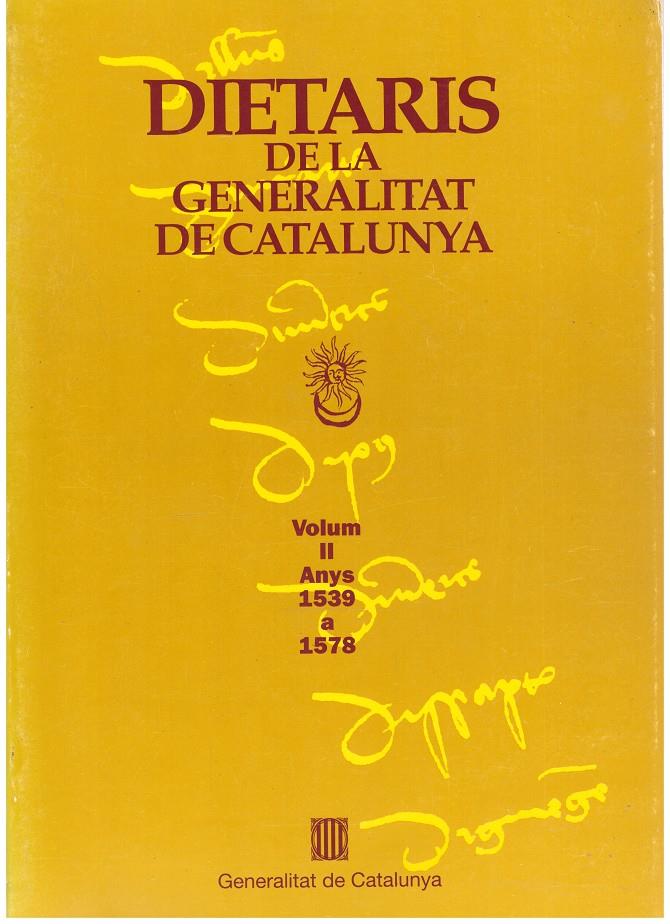 DIETARIS
DE LA
GENERALITAT
DE CATALUNYA
Volum
II
Anys
1539
a
1578
Generalitat de Catalunya